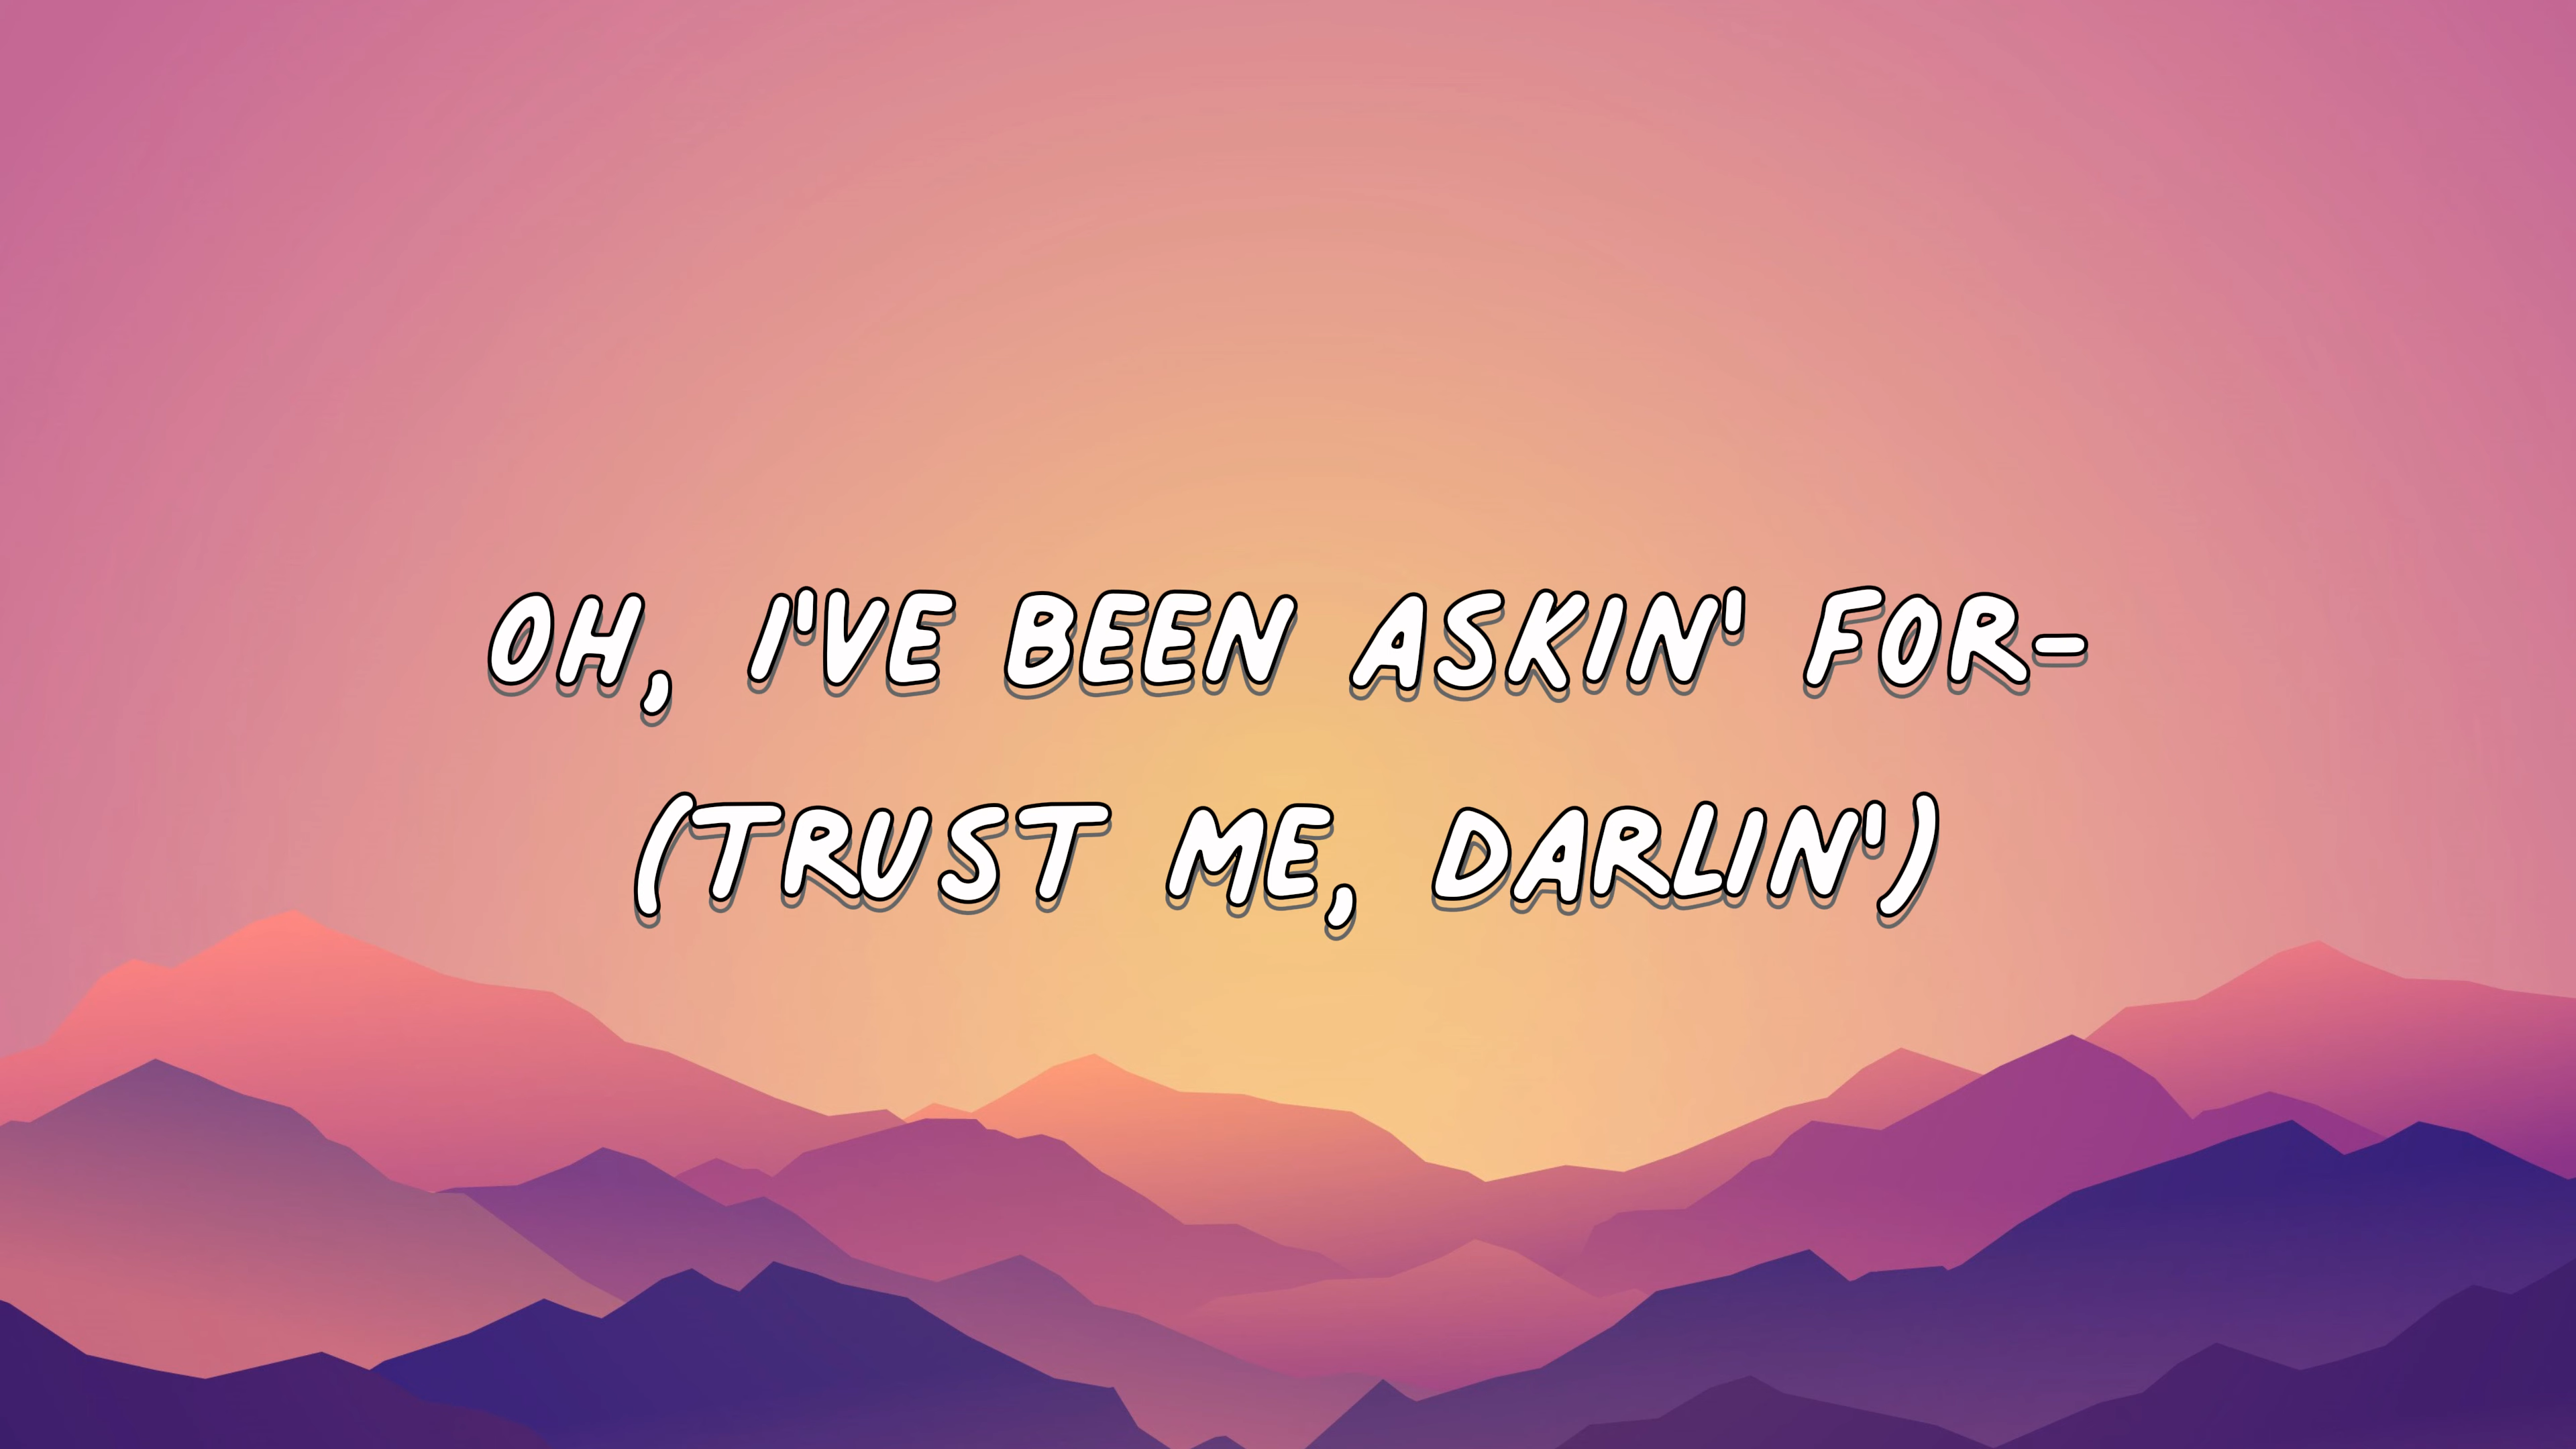 OH, I'VE BEEN ASKIN' FOR-
(TRUST ME, DARLIN')